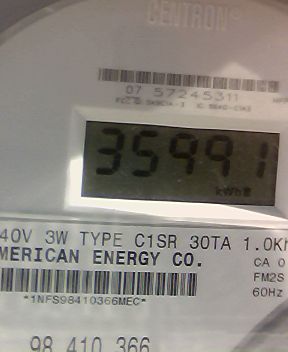 CENTRON®
07 57245311
35991
kWh
40V 3W TYPE C1SR 30TA 1.0Kh
MERICAN ENERGY CO.
CA 0
FM2S
60Hz
*1NFS98410366MEC*
98 410 366